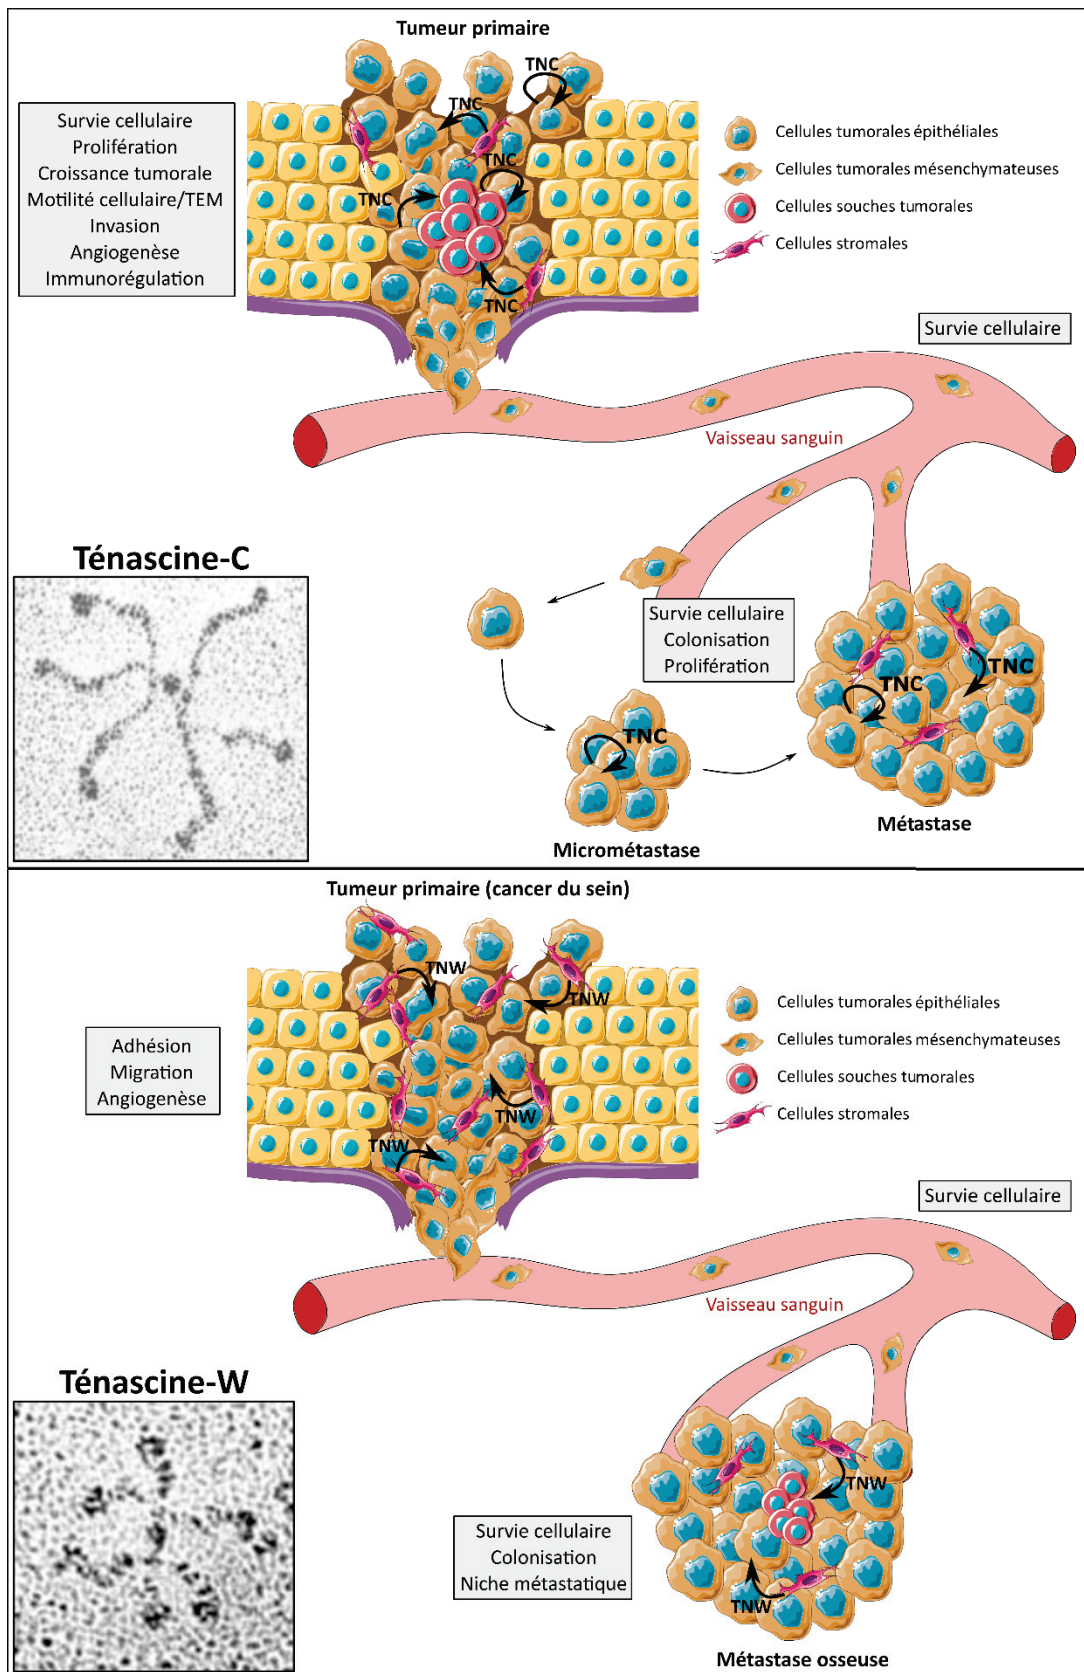 Tumeur primaire
TNC
TNC
TNC
TNC
TNC
Survie cellulaire
Prolifération
Croissance tumorale
Motilité cellulaire/TEM
Invasion
Angiogenèse
Immunorégulation
Cellules tumorales épithéliales
Cellules tumorales mésenchymateuses
Cellules souches tumorales
Cellules stromales
Survie cellulaire
Vaisseau sanguin
Ténascine-C
Survie cellulaire
Colonisation
Prolifération
TNC
TNC
TNC
Métastase
Micrométastase
Tumeur primaire (cancer du sein)
TNW
TNW
TNW
TNW
Adhésion
Migration
Angiogenèse
Cellules tumorales épithéliales
Cellules tumorales mésenchymateuses
Cellules souches tumorales
Cellules stromales
Survie cellulaire
Vaisseau sanguin
Ténascine-W
TNW
Survie cellulaire
Colonisation
Niche métastatique
TNW
Métastase osseuse